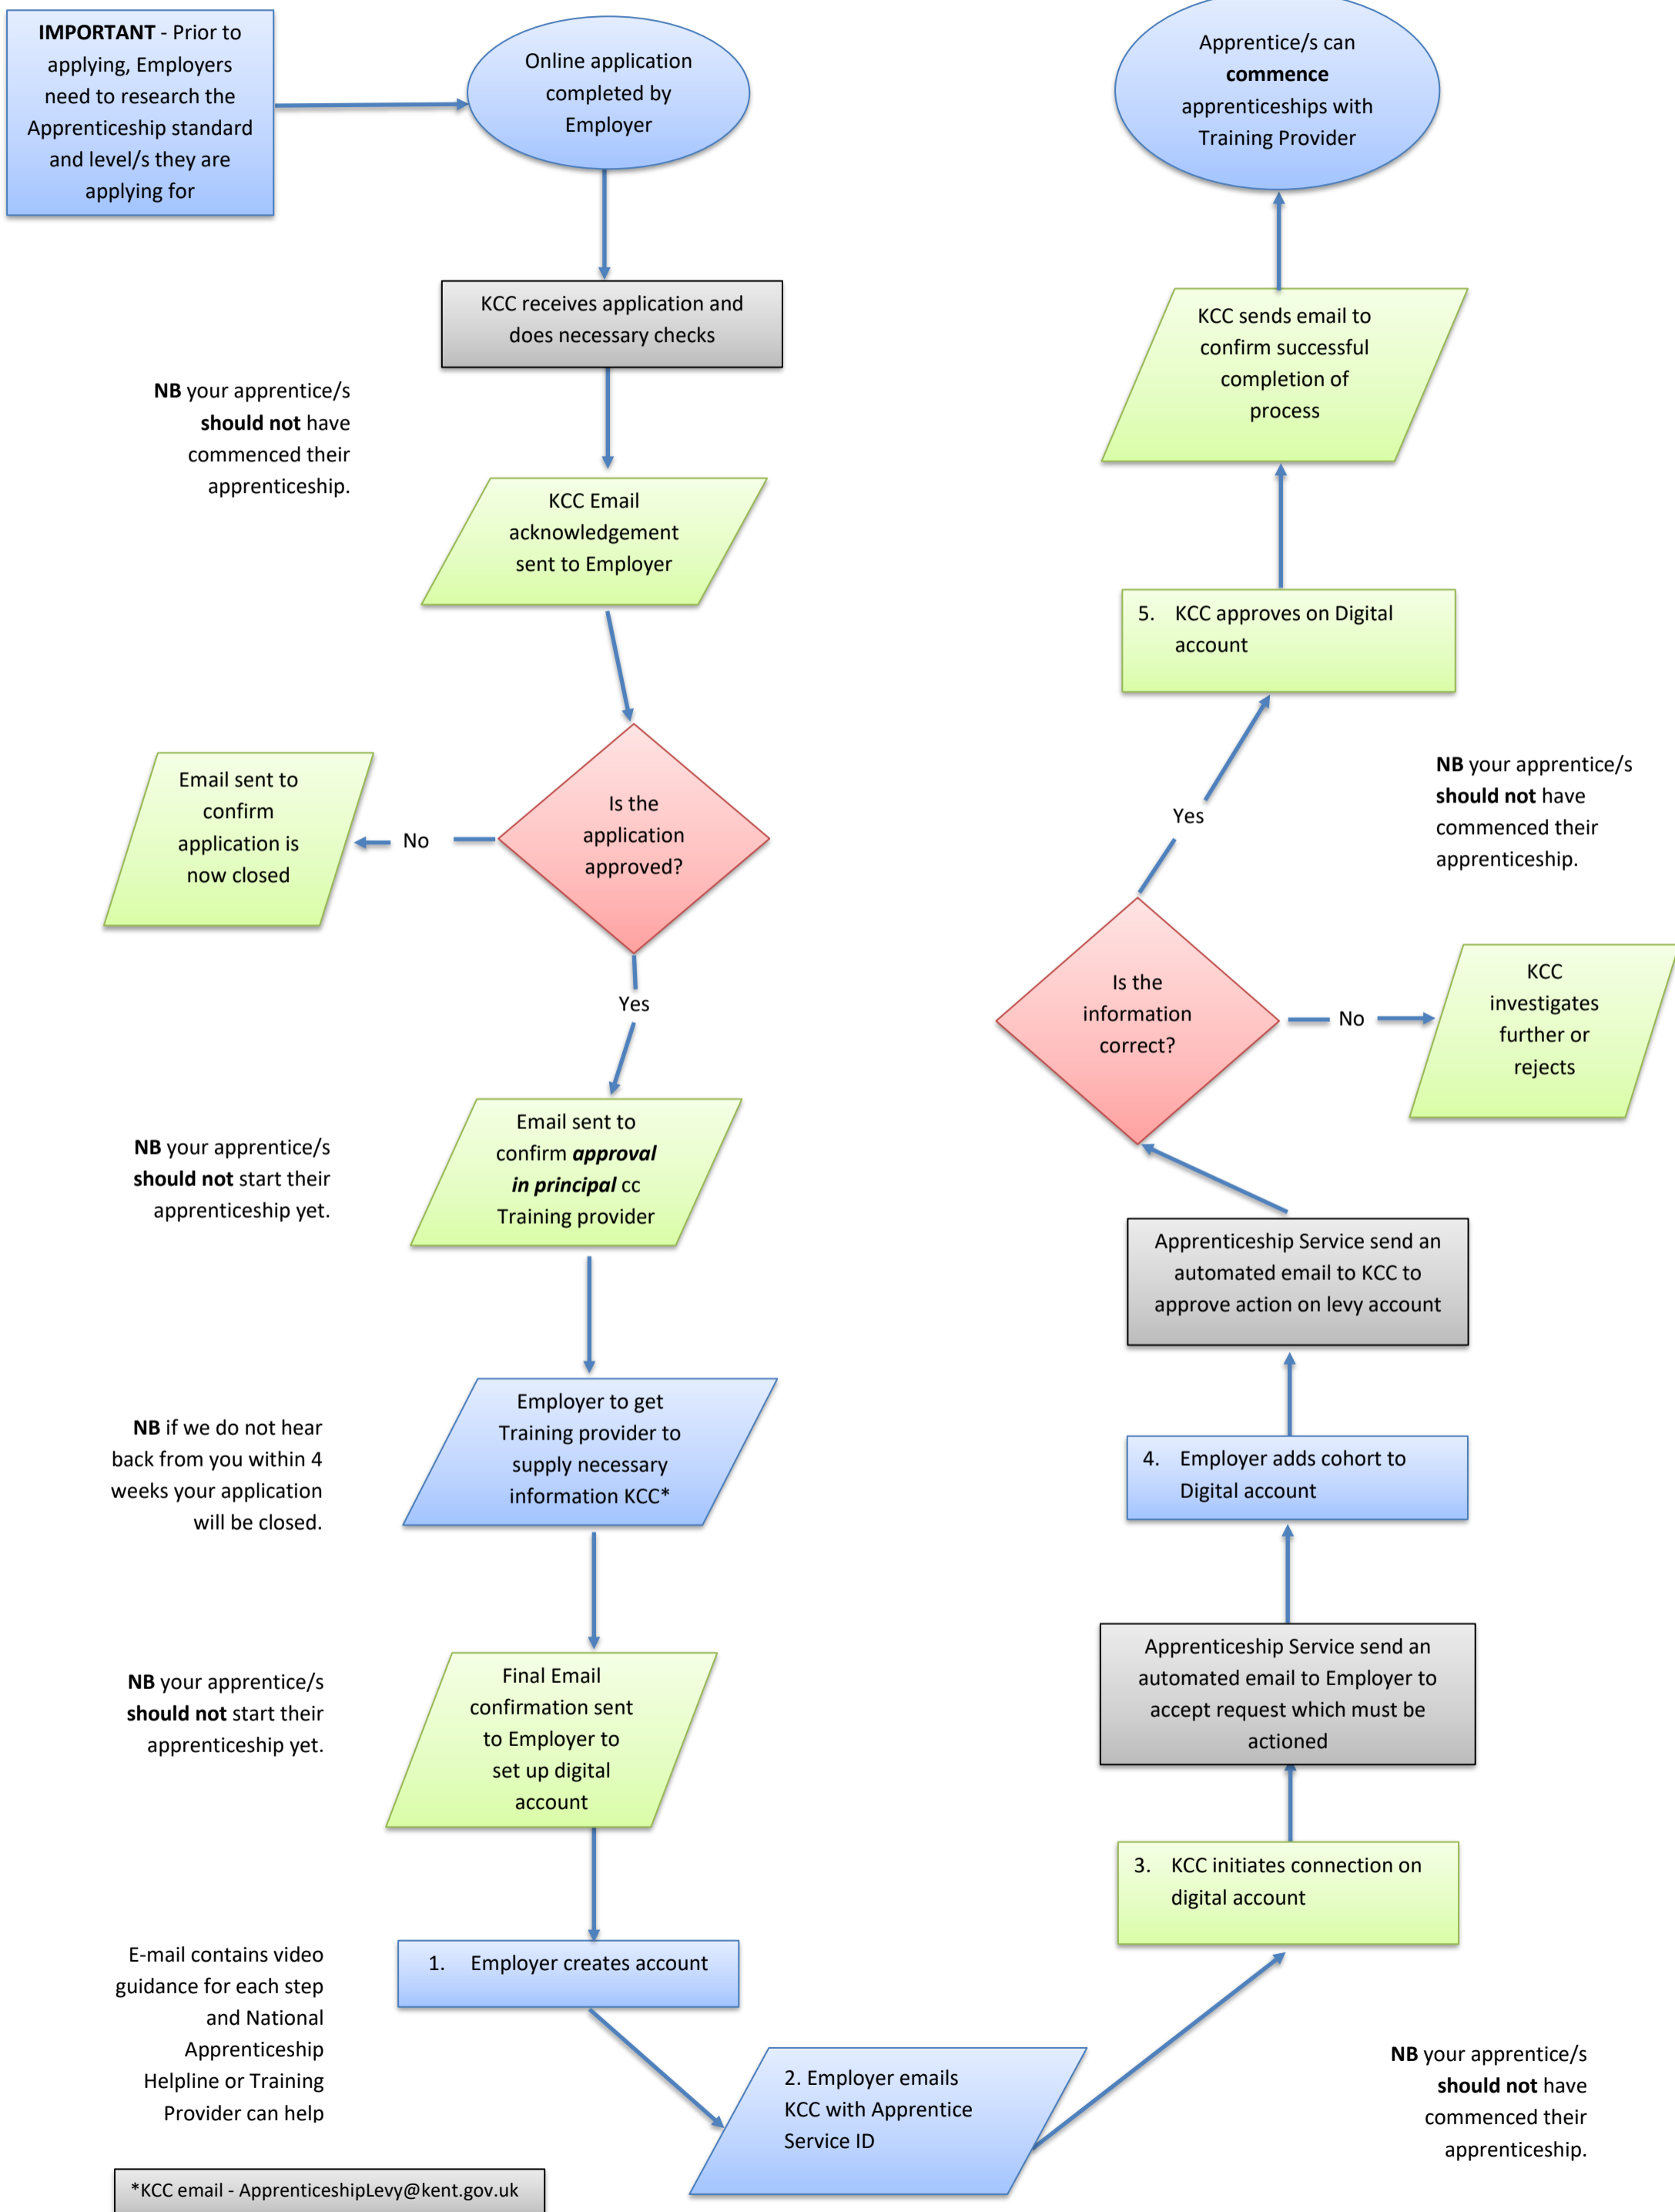 IMPORTANT - Prior to
applying, Employers
need to research the
Apprenticeship standard
and level/s they are
applying for
Online application
completed by
Employer
KCC receives application and
does necessary checks
NB your apprentice/s
should not have
commenced their
apprenticeship.
KCC Email
acknowledgement
sent to Employer
Is the
application
approved?
No
Email sent to
confirm
application is
now closed
Yes
Email sent to
confirm approval
in principal cc
Training provider
NB your apprentice/s
should not start their
apprenticeship yet.
Employer to get
Training provider to
supply necessary
information KCC*
NB if we do not hear
back from you within 4
weeks your application
will be closed.
Final Email
confirmation sent
to Employer to
set up digital
account
NB your apprentice/s
should not start their
apprenticeship yet.
1. Employer creates account
E-mail contains video
guidance for each step
and National
Apprenticeship
Helpline or Training
Provider can help
*KCC email - ApprenticeshipLevy@kent.gov.uk
2. Employer emails
KCC with Apprentice
Service ID
3. KCC initiates connection on
digital account
NB your apprentice/s
should not have
commenced their
apprenticeship.
Apprenticeship Service send an
automated email to Employer to
accept request which must be
actioned
4. Employer adds cohort to
Digital account
Apprenticeship Service send an
automated email to KCC to
approve action on levy account
Is the
information
correct?
No
KCC
investigates
further or
rejects
Yes
NB your apprentice/s
should not have
commenced their
apprenticeship.
5. KCC approves on Digital
account
KCC sends email to
confirm successful
completion of
process
Apprentice/s can
commence
apprenticeships with
Training Provider